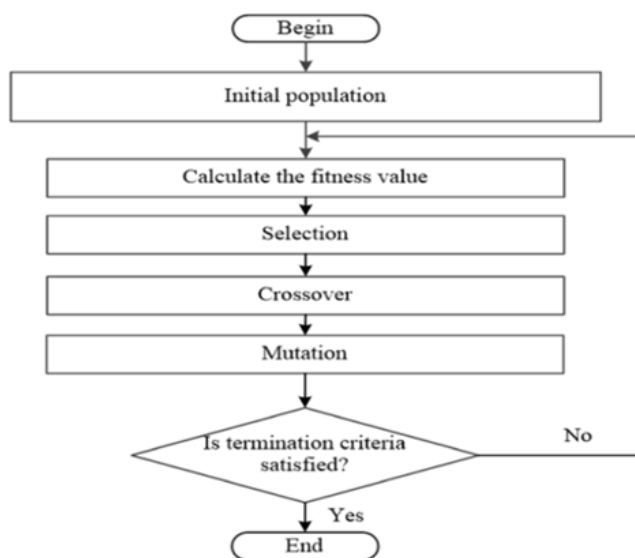 Begin
Initial population
Calculate the fitness value
Selection
Crossover
Mutation
Is termination criteria
satisfied?
No
Yes
End